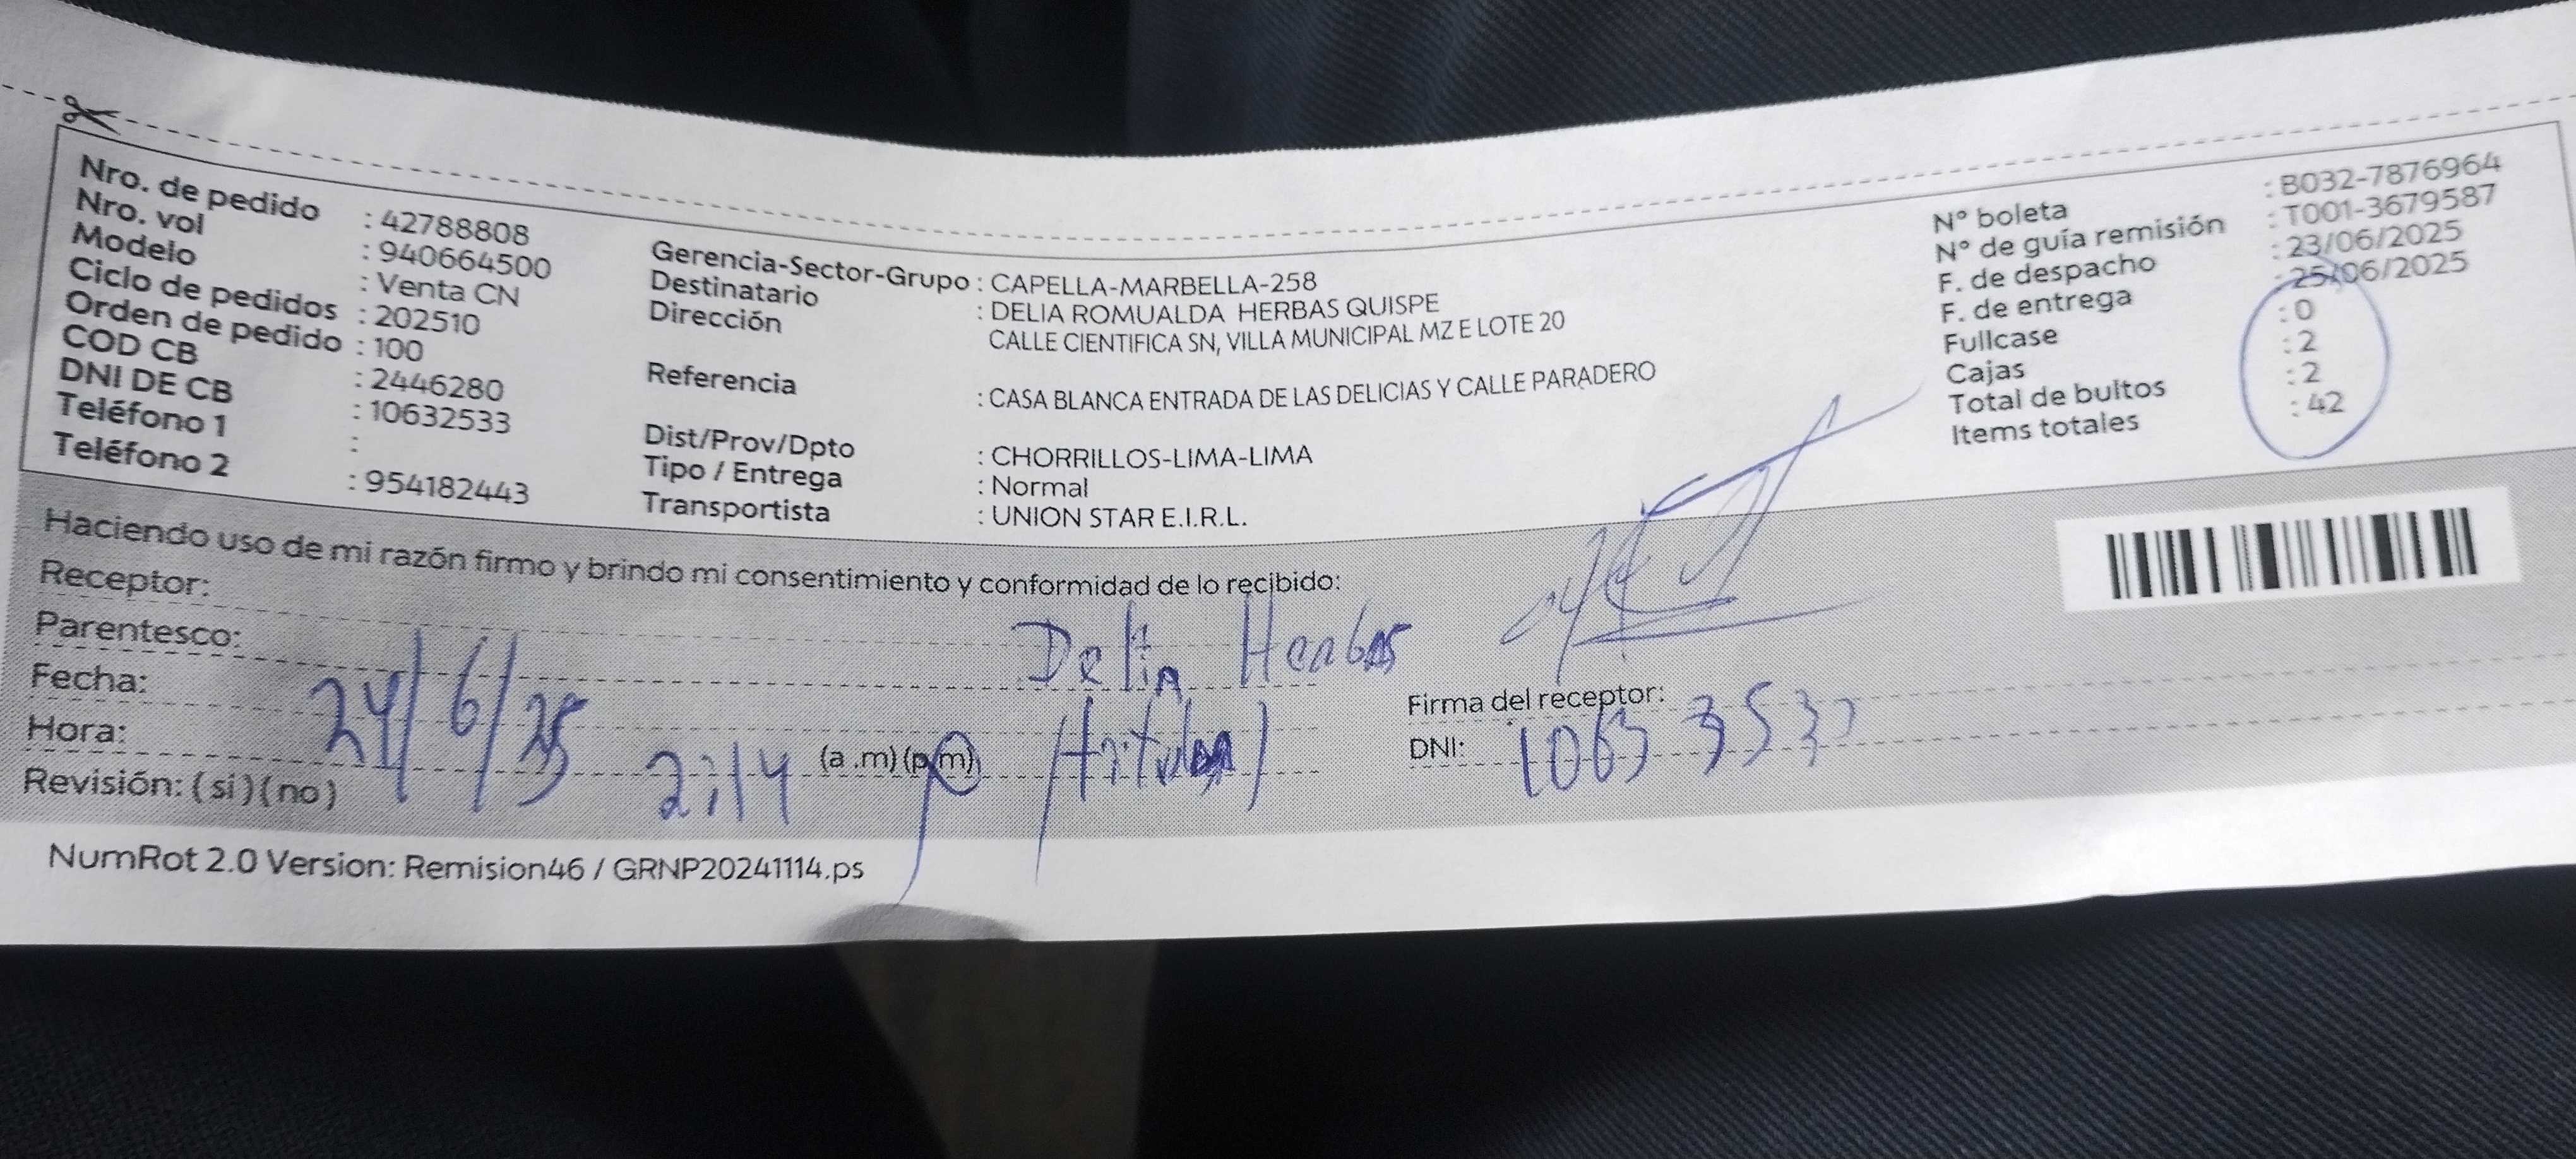 Nro. de pedido : 42788808
Nro. vol : 940664500
Modelo : Venta CN
Ciclo de pedidos : 202510
Orden de pedido : 100
COD CB : 2446280
DNI DE CB : 10632533
Teléfono 1 :
Teléfono 2 : 954182443
Gerencia-Sector-Grupo : CAPELLA-MARBELLA-258
Destinatario : DELIA ROMUALDA HERBAS QUISPE
Dirección CALLE CIENTIFICA SN, VILLA MUNICIPAL MZ E LOTE 20
Referencia : CASA BLANCA ENTRADA DE LAS DELICIAS Y CALLE PARADERO
Dist/Prov/Dpto : CHORRILLOS-LIMA-LIMA
Tipo / Entrega : Normal
Transportista : UNION STAR E.I.R.L.
N° boleta : B032-7876964
N° de guía remisión : T001-3679587
F. de despacho : 23/06/2025
F. de entrega : 25/06/2025
Fullcase : 0
Cajas : 2
Total de bultos : 2
Items totales : 42
Haciendo uso de mi razón firmo y brindo mi consentimiento y conformidad de lo recibido:
Receptor: Delia Herbas
Parentesco: (titular)
Fecha: 24/6/25
Hora: 2:14 (a .m) (p m)
Revisión: ( si ) ( no )
Firma del receptor:
DNI: 1063 353
NumRot 2.0 Version: Remision46 / GRNP20241114.ps